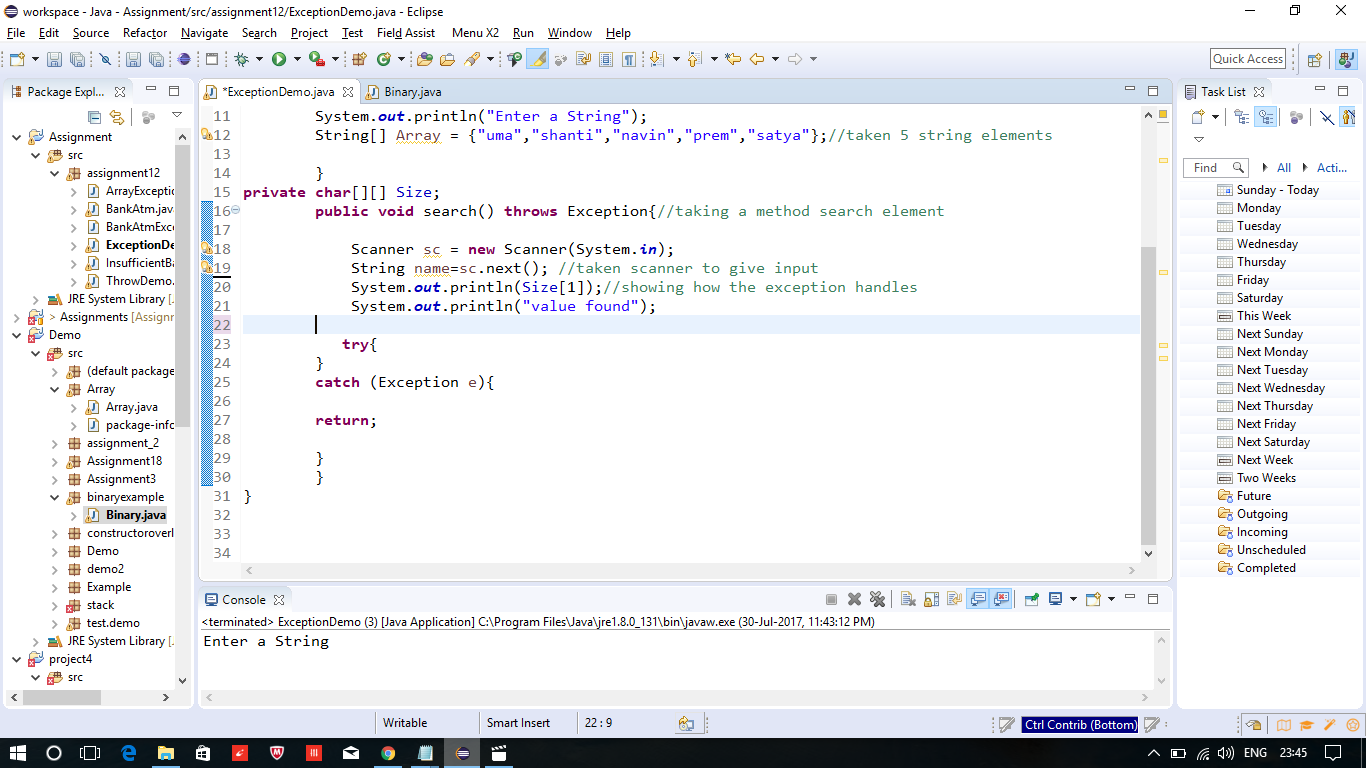 workspace - Java - Assignment/src/assignment12/ExceptionDemo.java - Eclipse
File Edit Source Refactor Navigate Search Project Test Field Assist Menu X2 Run Window Help
Quick Access
Package Expl...
Assignment
src
assignment12
ArrayExceptio
BankAtm.jav
BankAtmExc
ExceptionDe
InsufficientBa
ThrowDemo.
JRE System Library [.
> Assignments [Assignr
Demo
src
(default package
Array
Array.java
package-info
assignment_2
Assignment18
Assignment3
binaryexample
Binary.java
constructoroverl
Demo
demo2
Example
stack
test.demo
JRE System Library [.
project4
src
*ExceptionDemo.java Binary.java
11 System.out.println("Enter a String");
12 String[] Array = {"uma","shanti","navin","prem","satya"};//taken 5 string elements
13
14 }
15 private char[][] Size;
16 public void search() throws Exception{//taking a method search element
17
18 Scanner sc = new Scanner(System.in);
19 String name=sc.next(); //taken scanner to give input
20 System.out.println(Size[1]);//showing how the exception handles
21 System.out.println("value found");
22
23 try{
24 }
25 catch (Exception e){
26
27 return;
28
29 }
30 }
31 }
32
33
34
Console
<terminated> ExceptionDemo (3) [Java Application] C:\Program Files\Java\jre1.8.0_131\bin\javaw.exe (30-Jul-2017, 11:43:12 PM)
Enter a String
Task List
Find All Acti...
Sunday - Today
Monday
Tuesday
Wednesday
Thursday
Friday
Saturday
This Week
Next Sunday
Next Monday
Next Tuesday
Next Wednesday
Next Thursday
Next Friday
Next Saturday
Next Week
Two Weeks
Future
Outgoing
Incoming
Unscheduled
Completed
Writable Smart Insert 22 : 9 Ctrl Contrib (Bottom)
ENG 23:45